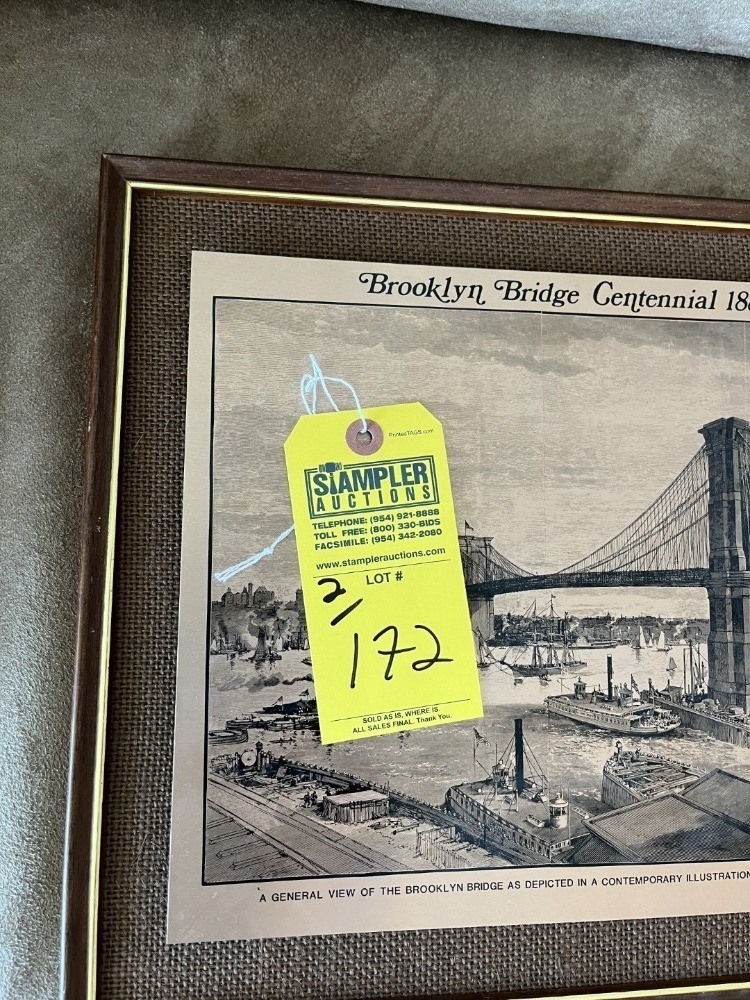 Brooklyn Bridge Centennial 188
PrintedTAGS.com
STAMPLER
AUCTIONS
TELEPHONE: (954) 921-8888
TOLL FREE: (800) 330-BIDS
FACSIMILE: (954) 342-2080
www.stamplerauctions.com
LOT #
2/
172
SOLD AS IS, WHERE IS.
ALL SALES FINAL. Thank You.
A GENERAL VIEW OF THE BROOKLYN BRIDGE AS DEPICTED IN A CONTEMPORARY ILLUSTRATION